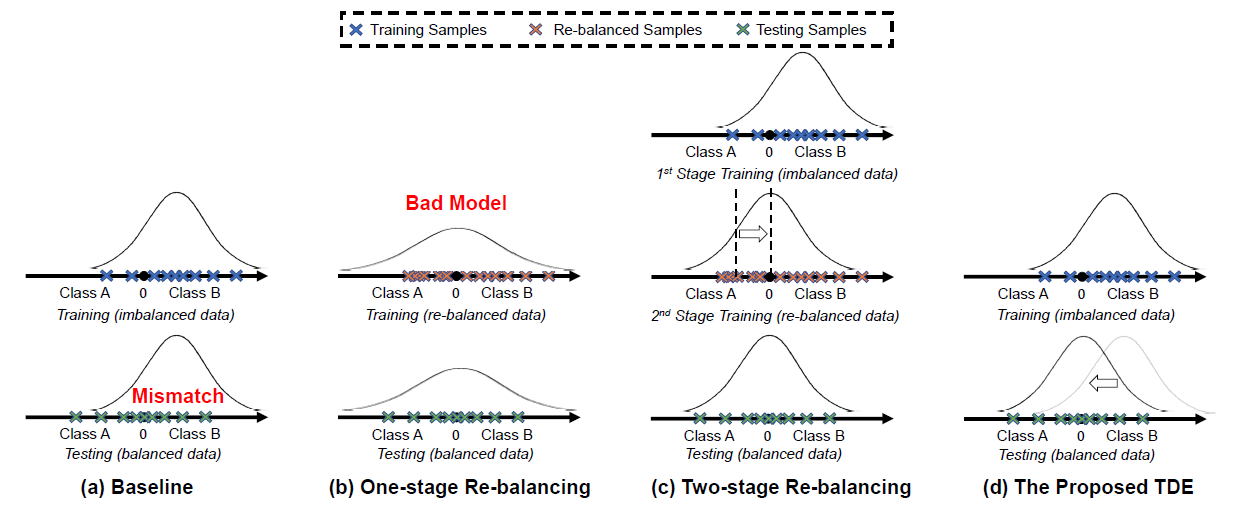 Training Samples Re-balanced Samples Testing Samples
Class A 0 Class B
1st Stage Training (imbalanced data)
Bad Model
Class A 0 Class B
Training (imbalanced data)
Class A 0 Class B
Training (re-balanced data)
Class A 0 Class B
2nd Stage Training (re-balanced data)
Class A 0 Class B
Training (imbalanced data)
Mismatch
Class A 0 Class B
Testing (balanced data)
Class A 0 Class B
Testing (balanced data)
Class A 0 Class B
Testing (balanced data)
Class A 0 Class B
Testing (balanced data)
(a) Baseline
(b) One-stage Re-balancing
(c) Two-stage Re-balancing
(d) The Proposed TDE